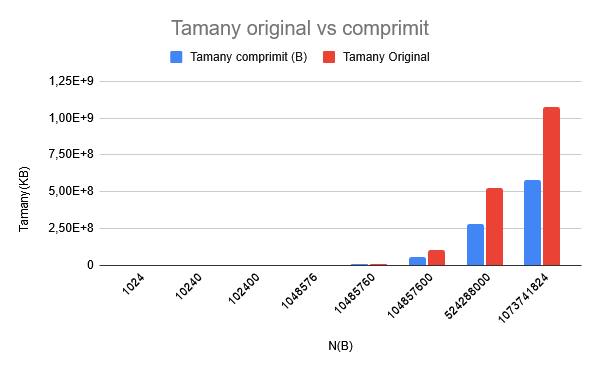 Tamany original vs comprimit
Tamany comprimit (B) Tamany Original
1,25E+9
1,00E+9
7,50E+8
5,00E+8
2,50E+8
0
Tamany(KB)
1024 10240 102400 1048576 10485760 104857600 524288000 1073741824
N(B)